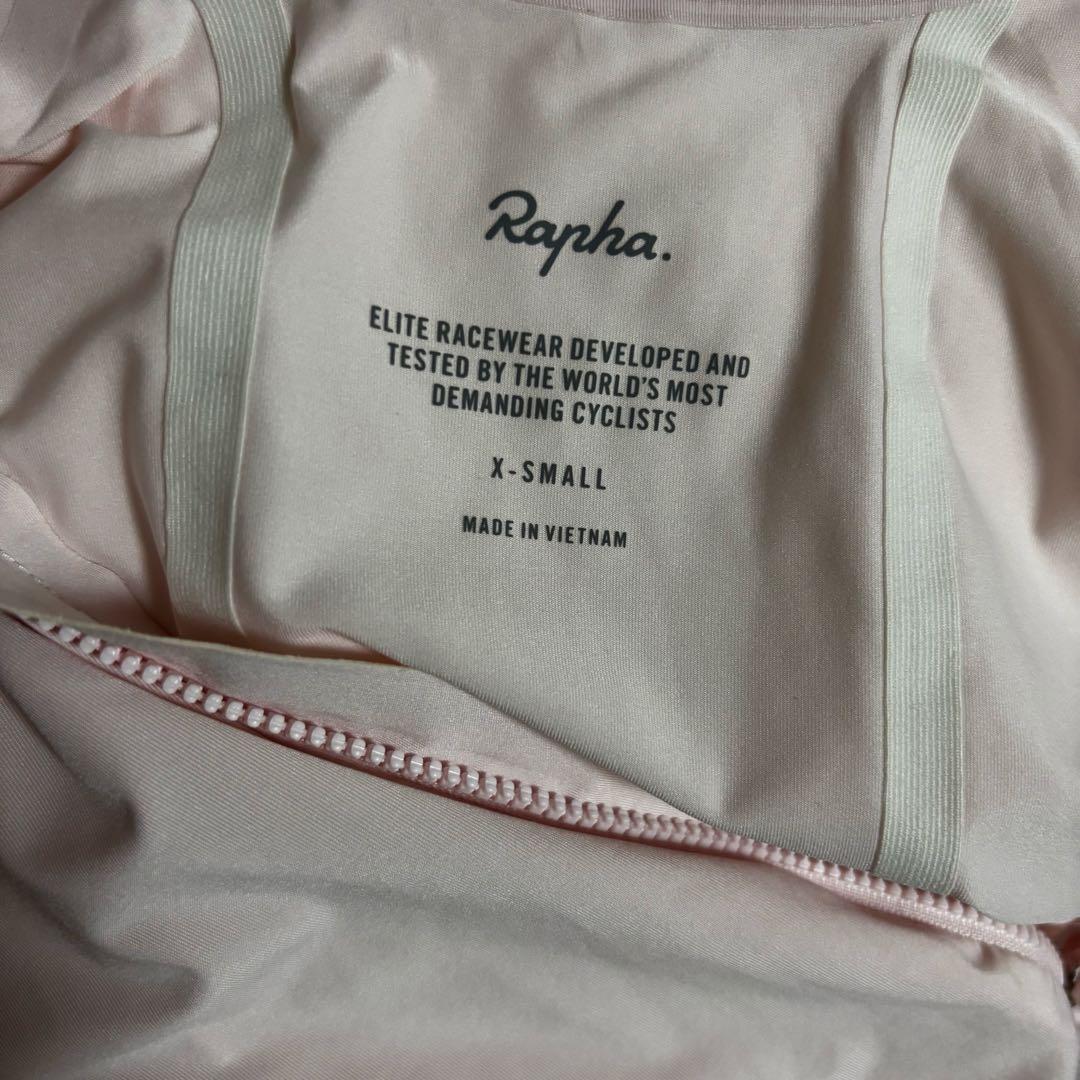 Rapha.
ELITE RACEWEAR DEVELOPED AND
TESTED BY THE WORLD'S MOST
DEMANDING CYCLISTS
X-SMALL
MADE IN VIETNAM